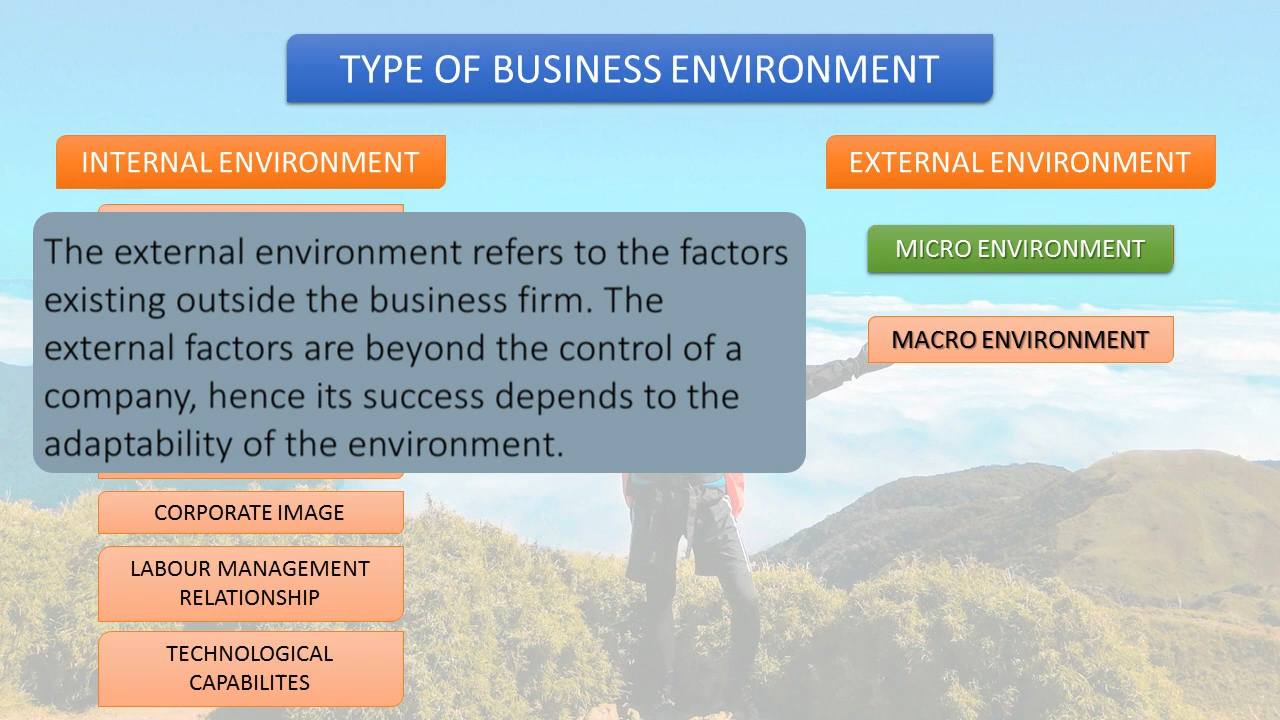 TYPE OF BUSINESS ENVIRONMENT
INTERNAL ENVIRONMENT
EXTERNAL ENVIRONMENT
The external environment refers to the factors
existing outside the business firm. The
external factors are beyond the control of a
company, hence its success depends to the
adaptability of the environment.
CORPORATE IMAGE
LABOUR MANAGEMENT
RELATIONSHIP
TECHNOLOGICAL
CAPABILITES
MICRO ENVIRONMENT
MACRO ENVIRONMENT